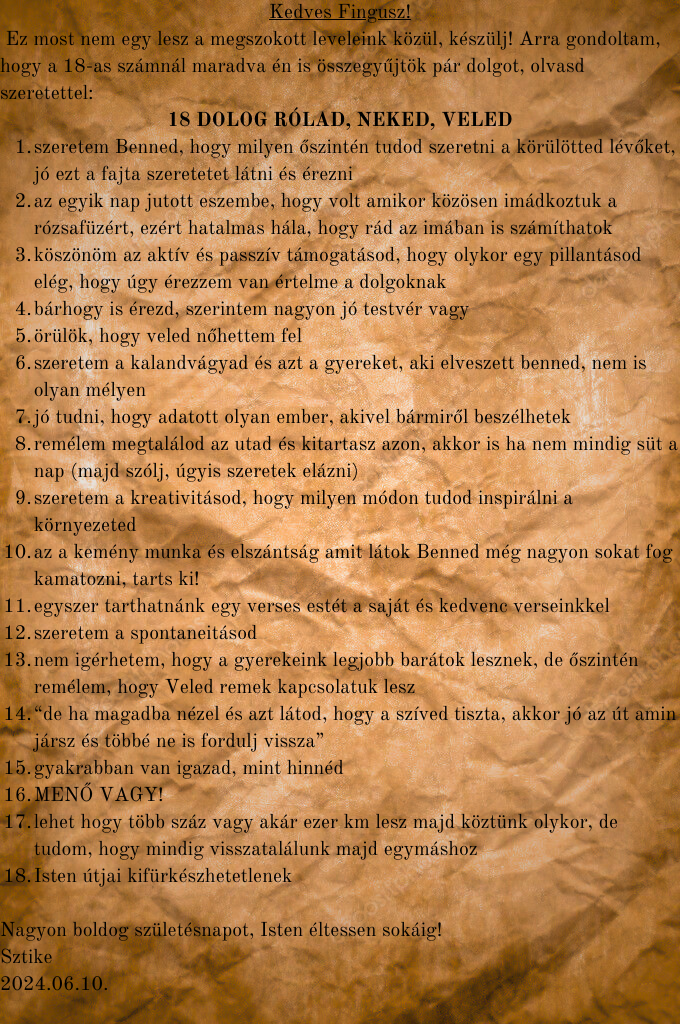 Kedves Fingusz!
Ez most nem egy lesz a megszokott leveleink közül, készülj! Arra gondoltam,
hogy a 18-as számnál maradva én is összegyűjtök pár dolgot, olvasd
szeretettel:
18 DOLOG RÓLAD, NEKED, VELED
1. szeretem Benned, hogy milyen őszintén tudod szeretni a körülötted lévőket,
jó ezt a fajta szeretetet látni és érezni
2. az egyik nap jutott eszembe, hogy volt amikor közösen imádkoztuk a
rózsafüzért, ezért hatalmas hála, hogy rád az imában is számíthatok
3. köszönöm az aktív és passzív támogatásod, hogy olykor egy pillantásod
elég, hogy úgy érezzem van értelme a dolgoknak
4. bárhogy is érezd, szerintem nagyon jó testvér vagy
5. örülök, hogy veled nőhettem fel
6. szeretem a kalandvágyad és azt a gyereket, aki elveszett benned, nem is
olyan mélyen
7. jó tudni, hogy adatott olyan ember, akivel bármiről beszélhetek
8. remélem megtalálod az utad és kitartasz azon, akkor is ha nem mindig süt a
nap (majd szólj, úgyis szeretek elázni)
9. szeretem a kreativitásod, hogy milyen módon tudod inspirálni a
környezeted
10. az a kemény munka és elszántság amit látok Benned még nagyon sokat fog
kamatozni, tarts ki!
11. egyszer tarthatnánk egy verses estét a saját és kedvenc verseinkkel
12. szeretem a spontaneitásod
13. nem igérhetem, hogy a gyerekeink legjobb barátok lesznek, de őszintén
remélem, hogy Veled remek kapcsolatuk lesz
14. “de ha magadba nézel és azt látod, hogy a szíved tiszta, akkor jó az út amin
jársz és többé ne is fordulj vissza”
15. gyakrabban van igazad, mint hinnéd
16. MENŐ VAGY!
17. lehet hogy több száz vagy akár ezer km lesz majd köztünk olykor, de
tudom, hogy mindig visszatalálunk majd egymáshoz
18. Isten útjai kifürkészhetetlenek
Nagyon boldog születésnapot, Isten éltessen sokáig!
Sztike
2024.06.10.